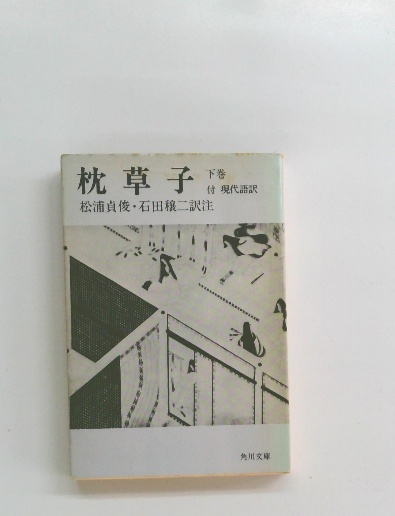 枕草子 下巻
付 現代語訳
松浦貞俊・石田穣二訳注
角川文庫